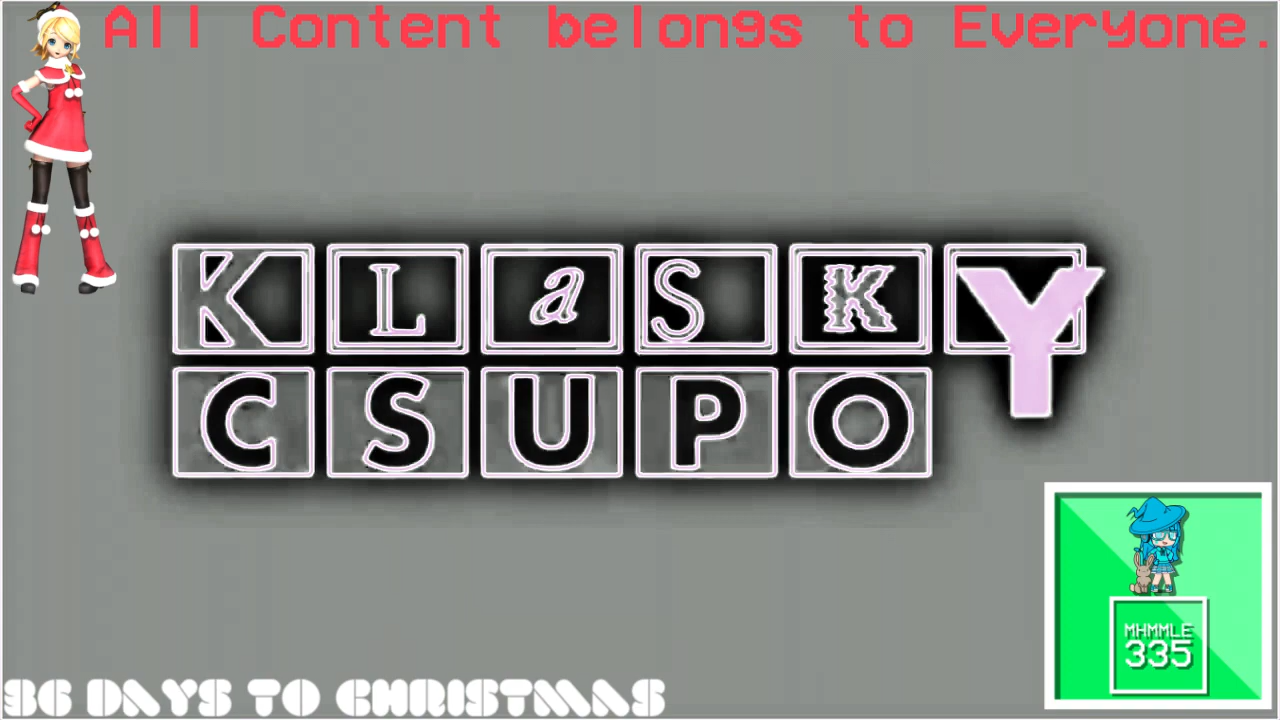 All Content belongs to Everyone.
KLaSKY
CSUPO
MHMMLE
335
36 DAYS TO CHRISTMAS